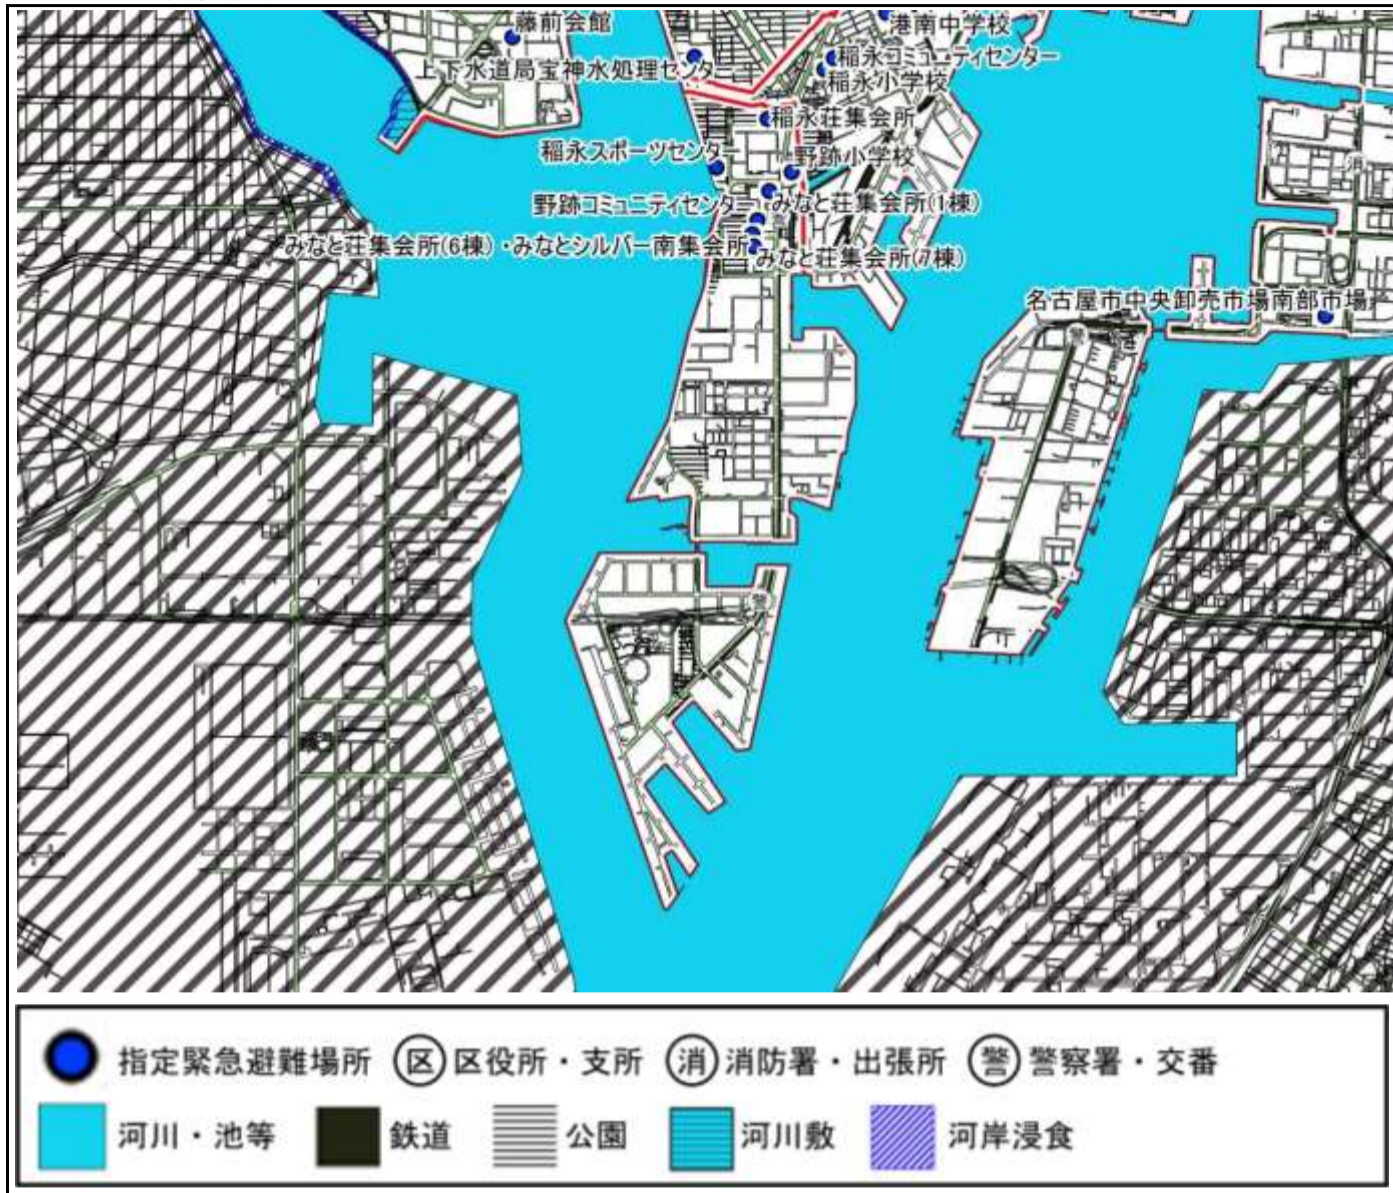 藤前会館
港南中学校
上下水道局宝神水処理センター
稲永コミュニティセンター
稲永小学校
稲永荘集会所
稲永スポーツセンター
野跡小学校
消
野跡コミュニティセンター
みなと荘集会所(1棟)
みなと荘集会所(6棟)・みなとシルバー南集会所
みなと荘集会所(7棟)
名古屋市中央卸売市場南部市場
警
警
指定緊急避難場所
区 区役所・支所
消 消防署・出張所
警 警察署・交番
河川・池等
鉄道
公園
河川敷
河岸浸食